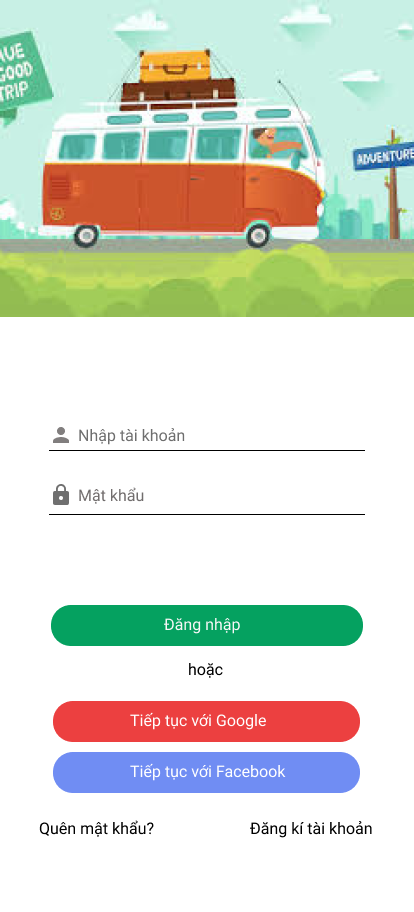 AVE
GOOD
TRIP
ADVENTURE
Nhập tài khoản
Mật khẩu
Đăng nhập
hoặc
Tiếp tục với Google
Tiếp tục với Facebook
Quên mật khẩu?
Đăng kí tài khoản